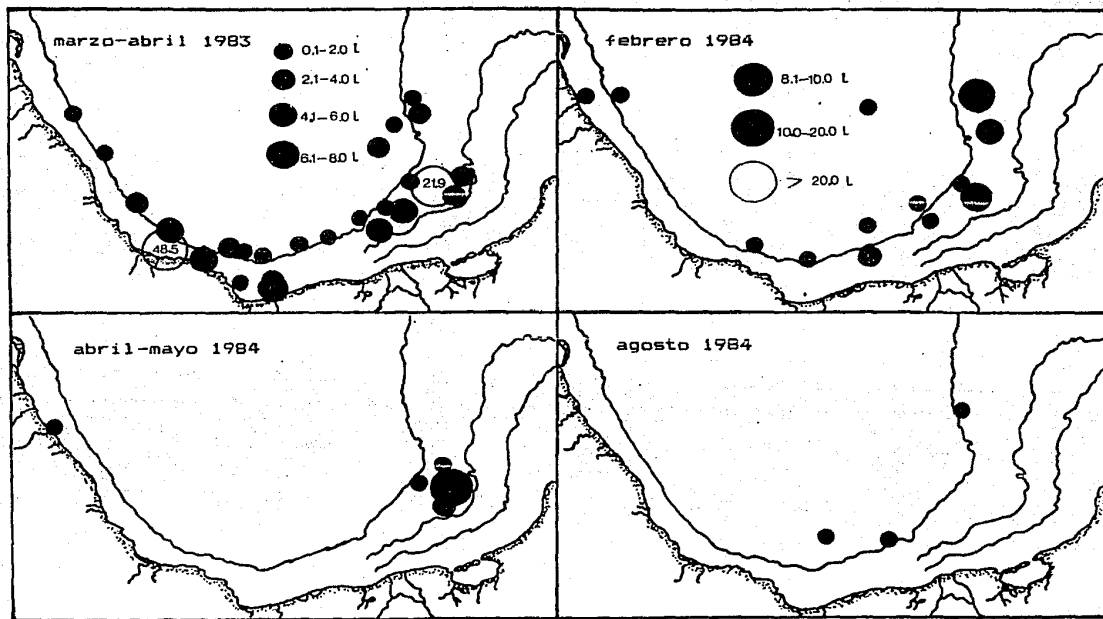 marzo-abril 1983
0.1-2.0 L
2.1-4.0 L
4.1-6.0 L
6.1-8.0 L
21.9
48.5
febrero 1984
8.1-10.0 L
10.0-20.0 L
> 20.0 L
abril-mayo 1984
agosto 1984